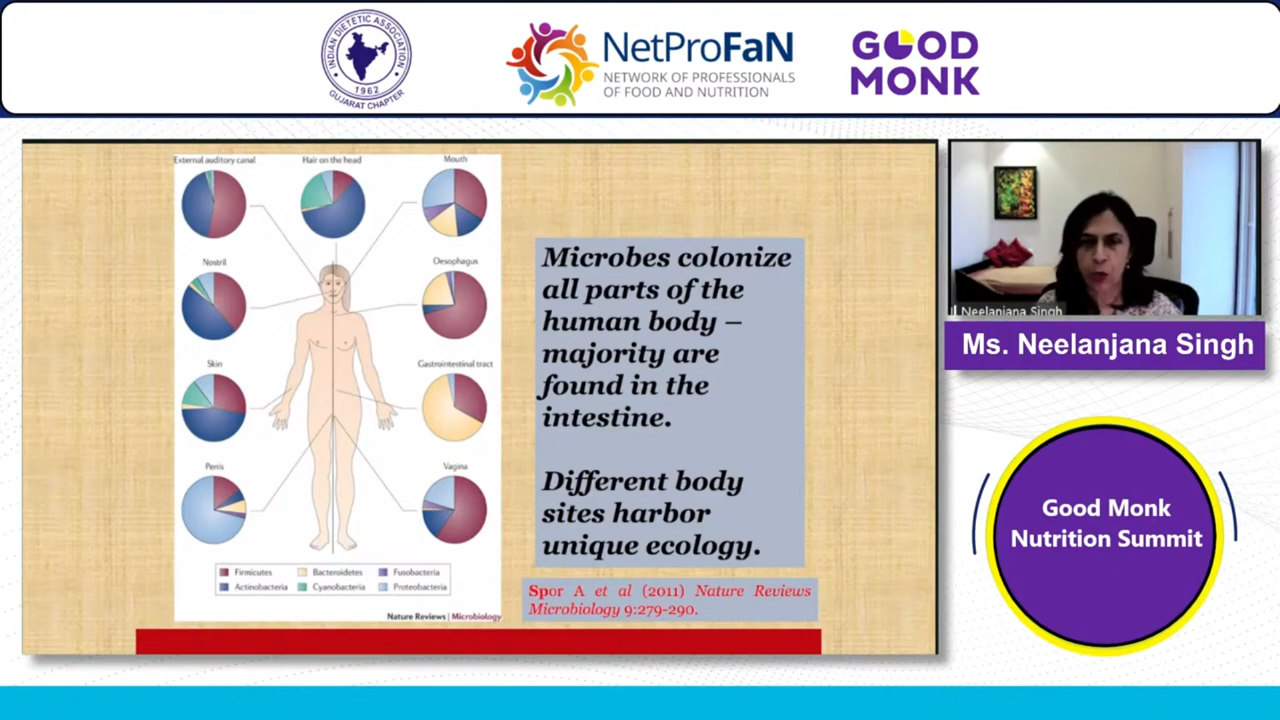 INDIAN DIETETIC ASSOCIATION
1962
GUJARAT CHAPTER
NetProFaN
NETWORK OF PROFESSIONALS
OF FOOD AND NUTRITION
GOOD
MONK
External auditory canal
Hair on the head
Mouth
Nostril
Oesophagus
Skin
Gastrointestinal tract
Penis
Vagina
Firmicutes
Bacteroidetes
Fusobacteria
Actinobacteria
Cyanobacteria
Proteobacteria
Nature Reviews | Microbiology
Microbes colonize
all parts of the
human body –
majority are
found in the
intestine.
Different body
sites harbor
unique ecology.
Spor A et al (2011) Nature Reviews
Microbiology 9:279-290.
Neelanjana Singh
Ms. Neelanjana Singh
Good Monk
Nutrition Summit